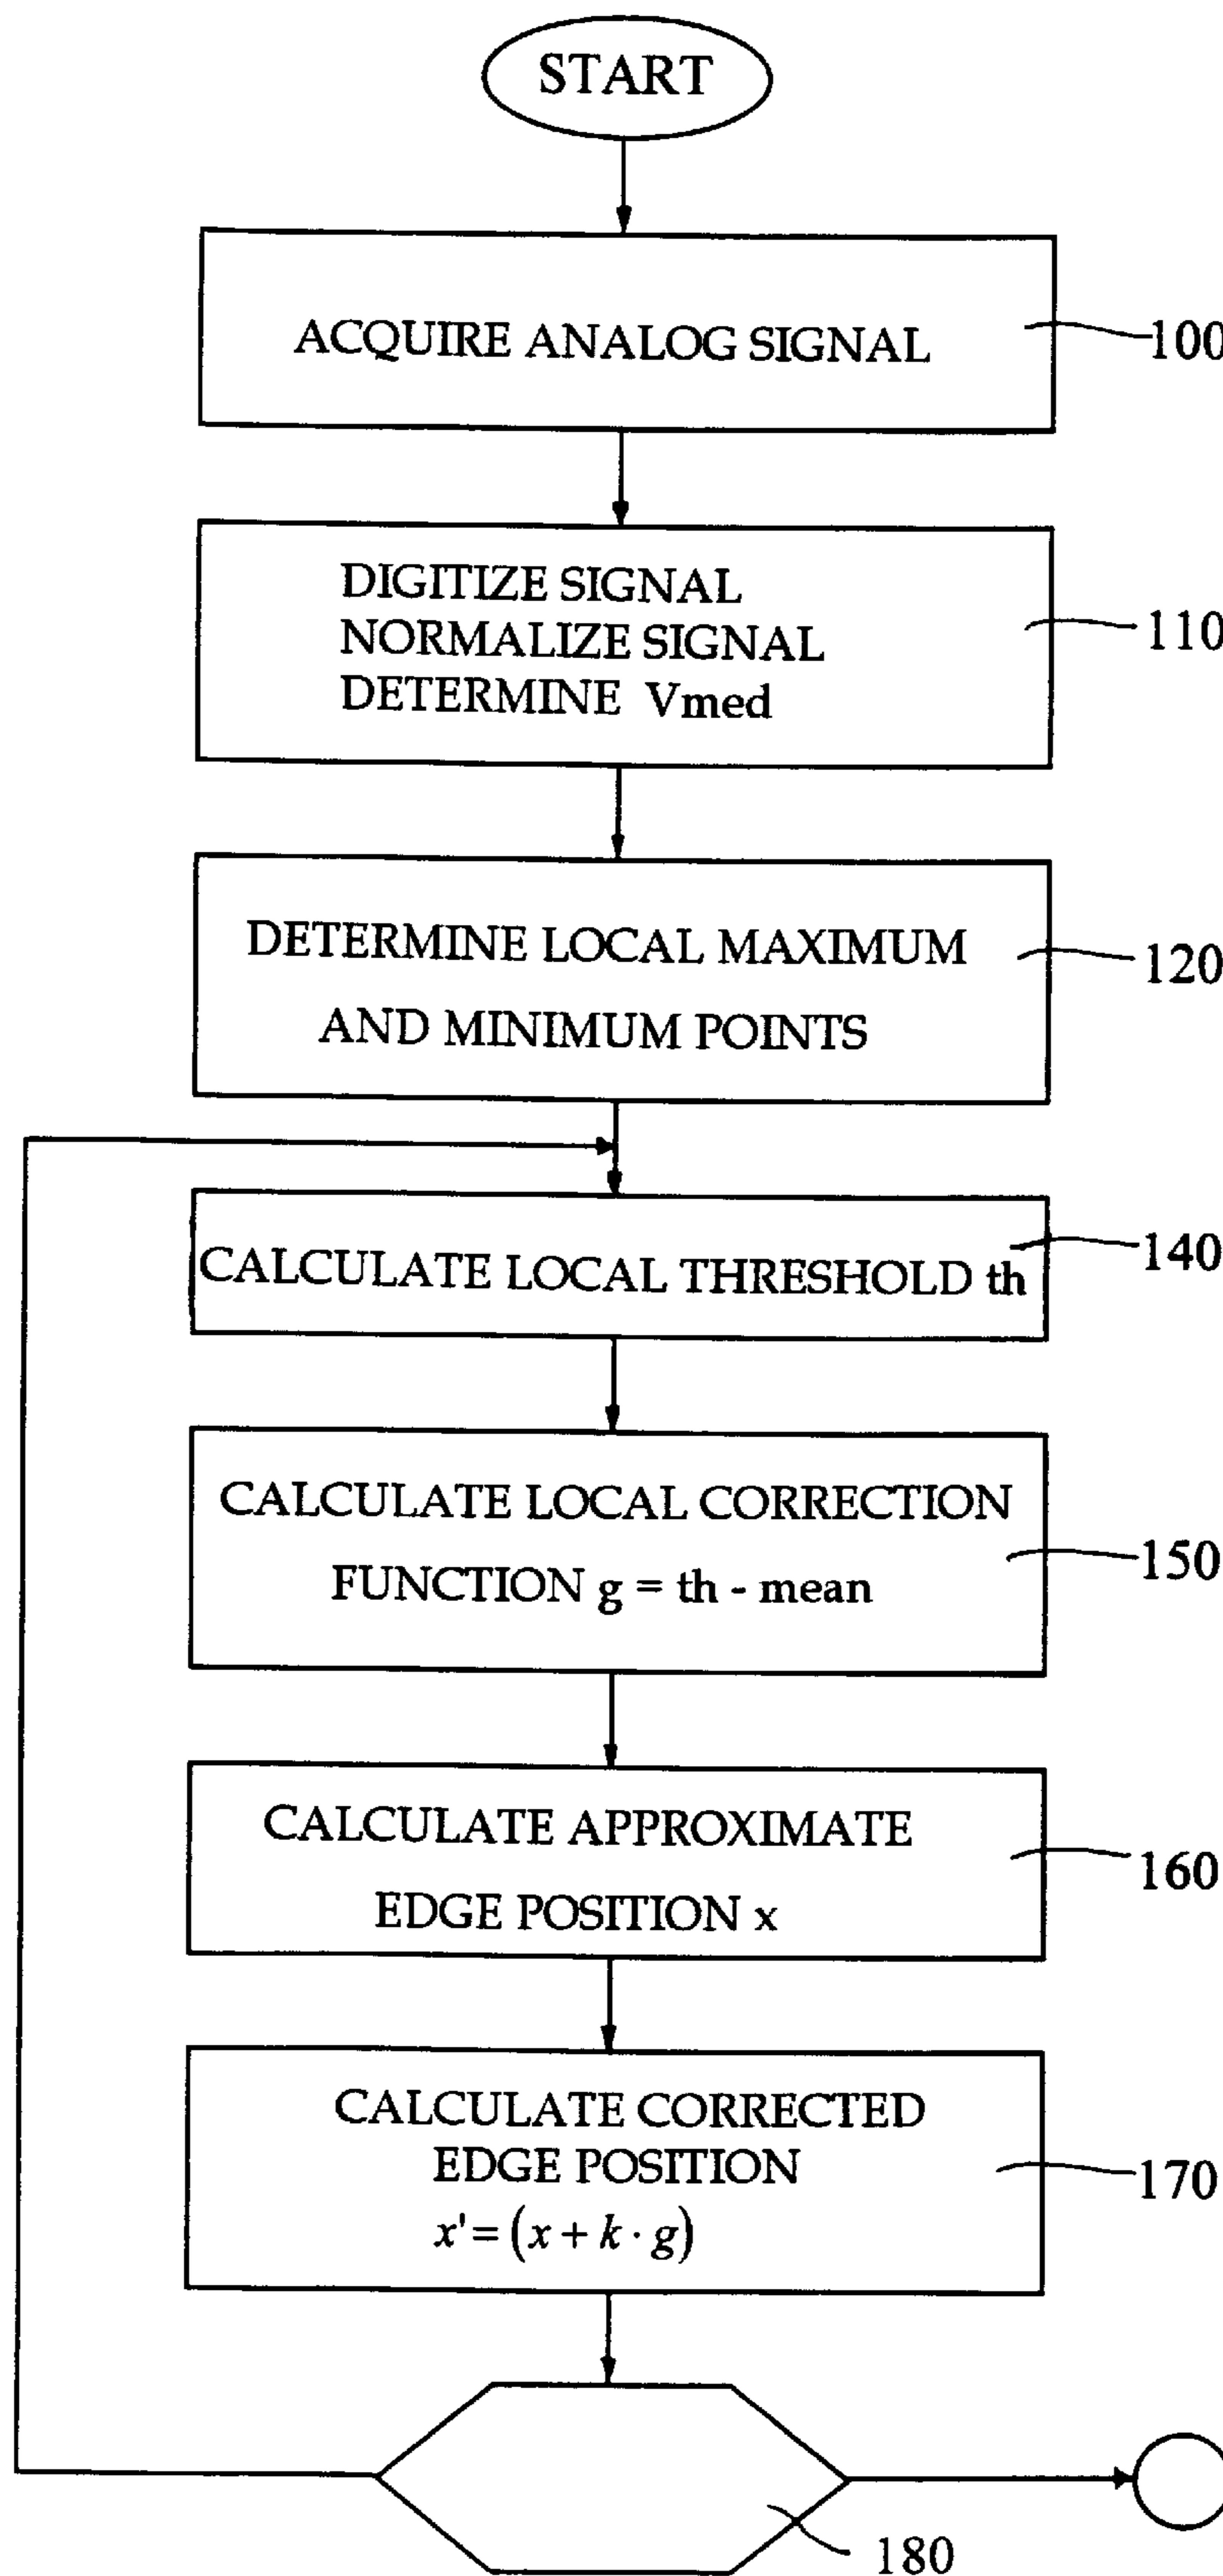 START
ACQUIRE ANALOG SIGNAL
100
DIGITIZE SIGNAL
NORMALIZE SIGNAL
DETERMINE Vmed
110
DETERMINE LOCAL MAXIMUM
AND MINIMUM POINTS
120
CALCULATE LOCAL THRESHOLD th
140
CALCULATE LOCAL CORRECTION
FUNCTION g = th - mean
150
CALCULATE APPROXIMATE
EDGE POSITION x
160
CALCULATE CORRECTED
EDGE POSITION
x' = (x + k · g)
170
180